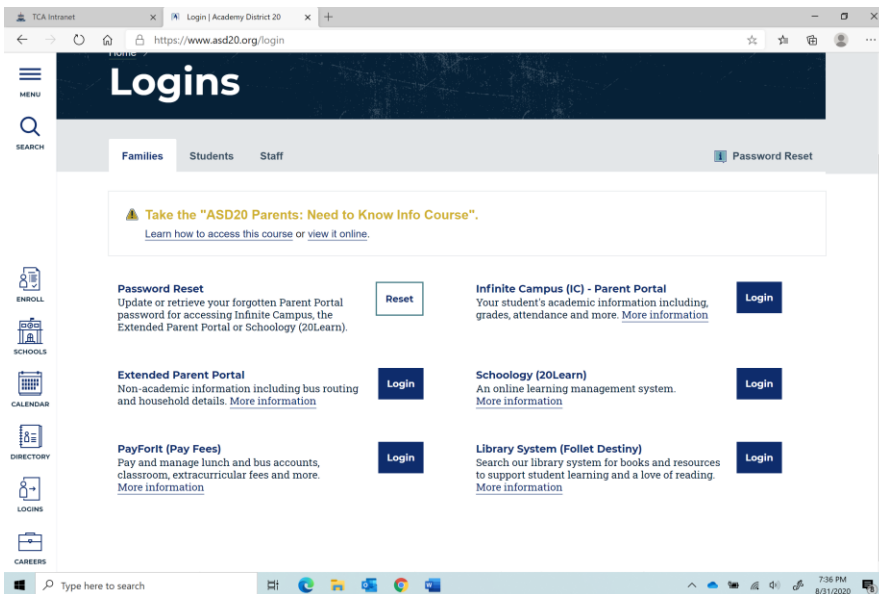 TCA Intranet
Login | Academy District 20
https://www.asd20.org/login
MENU
SEARCH
Home
Logins
Families
Students
Staff
Password Reset
Take the "ASD20 Parents: Need to Know Info Course".
Learn how to access this course or view it online.
Password Reset
Update or retrieve your forgotten Parent Portal
password for accessing Infinite Campus, the
Extended Parent Portal or Schoology (20Learn).
Reset
Infinite Campus (IC) - Parent Portal
Your student's academic information including,
grades, attendance and more. More information
Login
Extended Parent Portal
Non-academic information including bus routing
and household details. More information
Login
Schoology (20Learn)
An online learning management system.
More information
Login
PayForIt (Pay Fees)
Pay and manage lunch and bus accounts,
classroom, extracurricular fees and more.
More information
Login
Library System (Follet Destiny)
Search our library system for books and resources
to support student learning and a love of reading.
More information
Login
ENROLL
SCHOOLS
CALENDAR
DIRECTORY
LOGINS
CAREERS
Type here to search
7:36 PM
8/31/2020